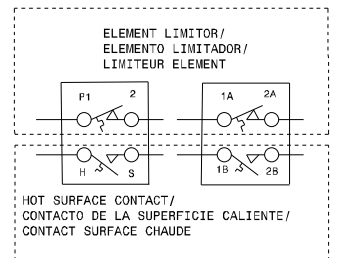 ELEMENT LIMITOR/
ELEMENTO LIMITADOR/
LIMITEUR ELEMENT
P1 2 1A 2A
H S 1B 2B
HOT SURFACE CONTACT/
CONTACTO DE LA SUPERFICIE CALIENTE/
CONTACT SURFACE CHAUDE